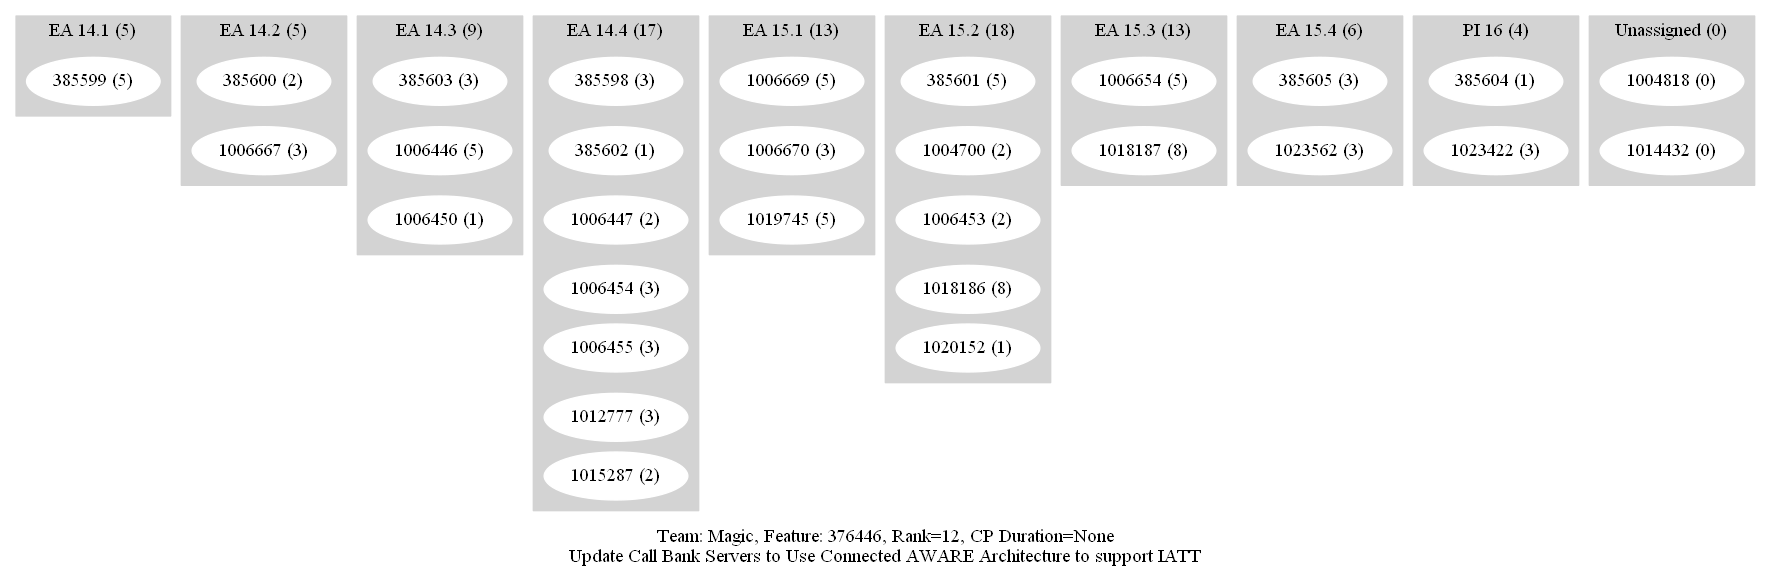 EA 14.1 (5)
385599 (5)
EA 14.2 (5)
385600 (2)
1006667 (3)
EA 14.3 (9)
385603 (3)
1006446 (5)
1006450 (1)
EA 14.4 (17)
385598 (3)
385602 (1)
1006447 (2)
1006454 (3)
1006455 (3)
1012777 (3)
1015287 (2)
EA 15.1 (13)
1006669 (5)
1006670 (3)
1019745 (5)
EA 15.2 (18)
385601 (5)
1004700 (2)
1006453 (2)
1018186 (8)
1020152 (1)
EA 15.3 (13)
1006654 (5)
1018187 (8)
EA 15.4 (6)
385605 (3)
1023562 (3)
PI 16 (4)
385604 (1)
1023422 (3)
Unassigned (0)
1004818 (0)
1014432 (0)
Team: Magic, Feature: 376446, Rank=12, CP Duration=None
Update Call Bank Servers to Use Connected AWARE Architecture to support IATT